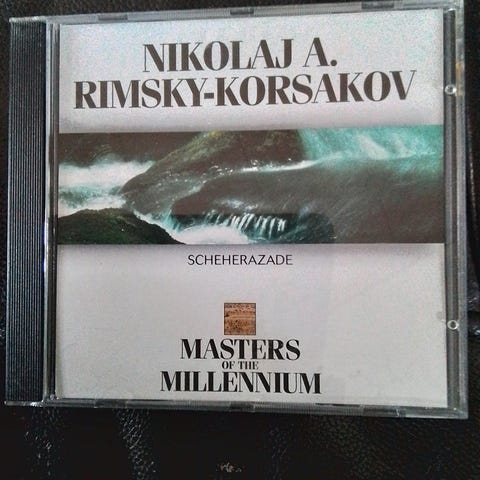 NIKOLAJ A.
RIMSKY-KORSAKOV
SCHEHERAZADE
MASTERS
OF THE
MILLENNIUM